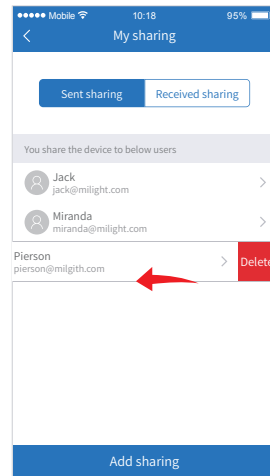 Mobile 10:18 95%
My sharing
Sent sharing Received sharing
You share the device to below users
Jack
jack@milight.com
Miranda
miranda@milight.com
Pierson
pierson@milgith.com
Delete
Add sharing